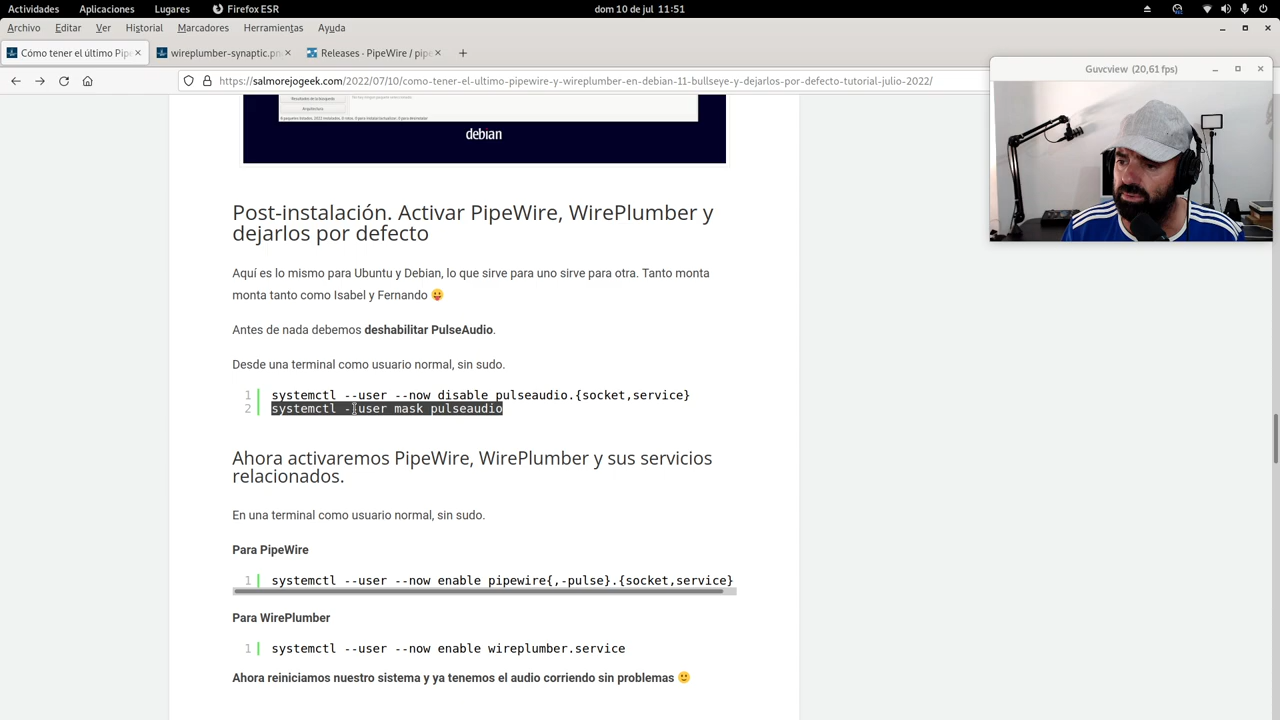 Actividades Aplicaciones Lugares Firefox ESR dom 10 de jul 11:51
Archivo Editar Ver Historial Marcadores Herramientas Ayuda
Cómo tener el último Pip wireplumber-synaptic.pn Releases · PipeWire / pipe
https://salmorejogeek.com/2022/07/10/como-tener-el-ultimo-pipewire-y-wireplumber-en-debian-11-bullseye-y-dejarlos-por-defecto-tutorial-julio-2022/
Guvcview (20,61 fps)
Resultados de la búsqueda
Arquitectura
debian
Post-instalación. Activar PipeWire, WirePlumber y
dejarlos por defecto
Aquí es lo mismo para Ubuntu y Debian, lo que sirve para uno sirve para otra. Tanto monta
monta tanto como Isabel y Fernando 😛
Antes de nada debemos deshabilitar PulseAudio.
Desde una terminal como usuario normal, sin sudo.
1 systemctl --user --now disable pulseaudio.{socket,service}
2 systemctl --user mask pulseaudio
Ahora activaremos PipeWire, WirePlumber y sus servicios
relacionados.
En una terminal como usuario normal, sin sudo.
Para PipeWire
1 systemctl --user --now enable pipewire{,-pulse}.{socket,service}
Para WirePlumber
1 systemctl --user --now enable wireplumber.service
Ahora reiniciamos nuestro sistema y ya tenemos el audio corriendo sin problemas 🙂